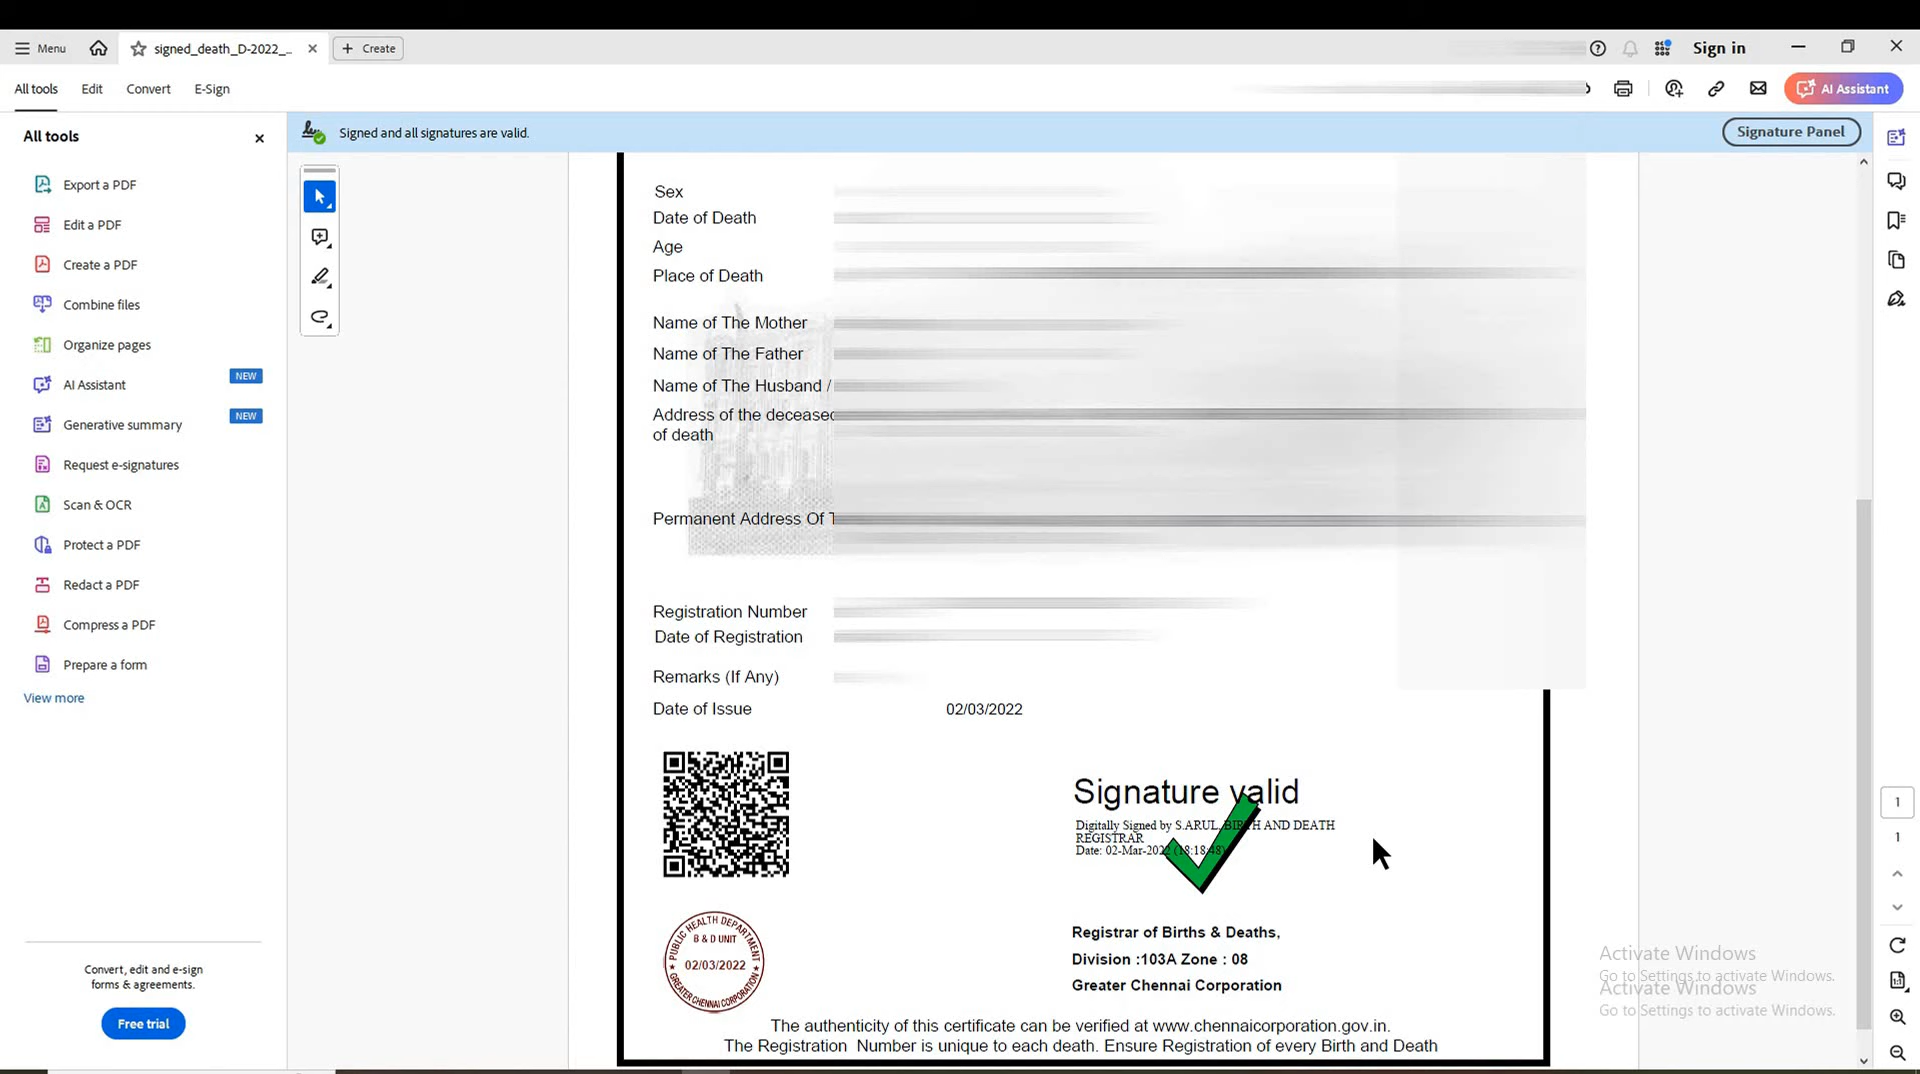 Menu
signed_death_D-2022_...
Create
Sign in
All tools
Edit
Convert
E-Sign
AI Assistant
All tools
Signed and all signatures are valid.
Signature Panel
Export a PDF
Edit a PDF
Create a PDF
Combine files
Organize pages
AI Assistant
NEW
Generative summary
NEW
Request e-signatures
Scan & OCR
Protect a PDF
Redact a PDF
Compress a PDF
Prepare a form
View more
Convert, edit and e-sign
forms & agreements.
Free trial
Sex
Date of Death
Age
Place of Death
Name of The Mother
Name of The Father
Name of The Husband /
Address of the deceased
of death
Permanent Address Of
Registration Number
Date of Registration
Remarks (If Any)
Date of Issue 02/03/2022
Signature valid
Digitally Signed by S.ARUL, BIRTH AND DEATH
REGISTRAR
Date: 02-Mar-2022 (18:18:48)
PUBLIC HEALTH DEPARTMENT
B & D UNIT
02/03/2022
GREATER CHENNAI CORPORATION
Registrar of Births & Deaths,
Division :103A Zone : 08
Greater Chennai Corporation
The authenticity of this certificate can be verified at www.chennaicorporation.gov.in.
The Registration Number is unique to each death. Ensure Registration of every Birth and Death
1
1
Activate Windows
Go to Settings to activate Windows.
Activate Windows
Go to Settings to activate Windows.